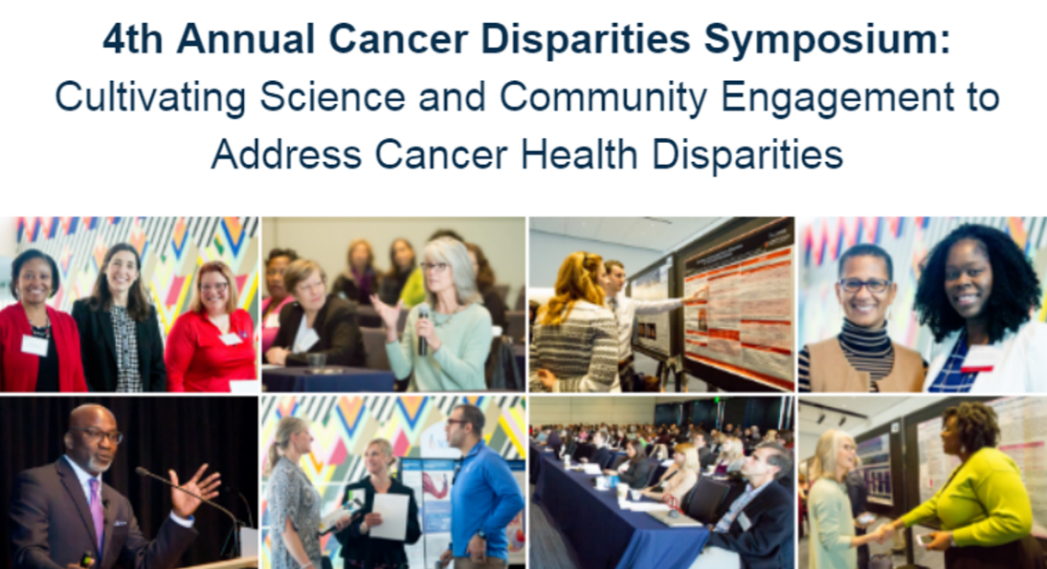 4th Annual Cancer Disparities Symposium:
Cultivating Science and Community Engagement to
Address Cancer Health Disparities